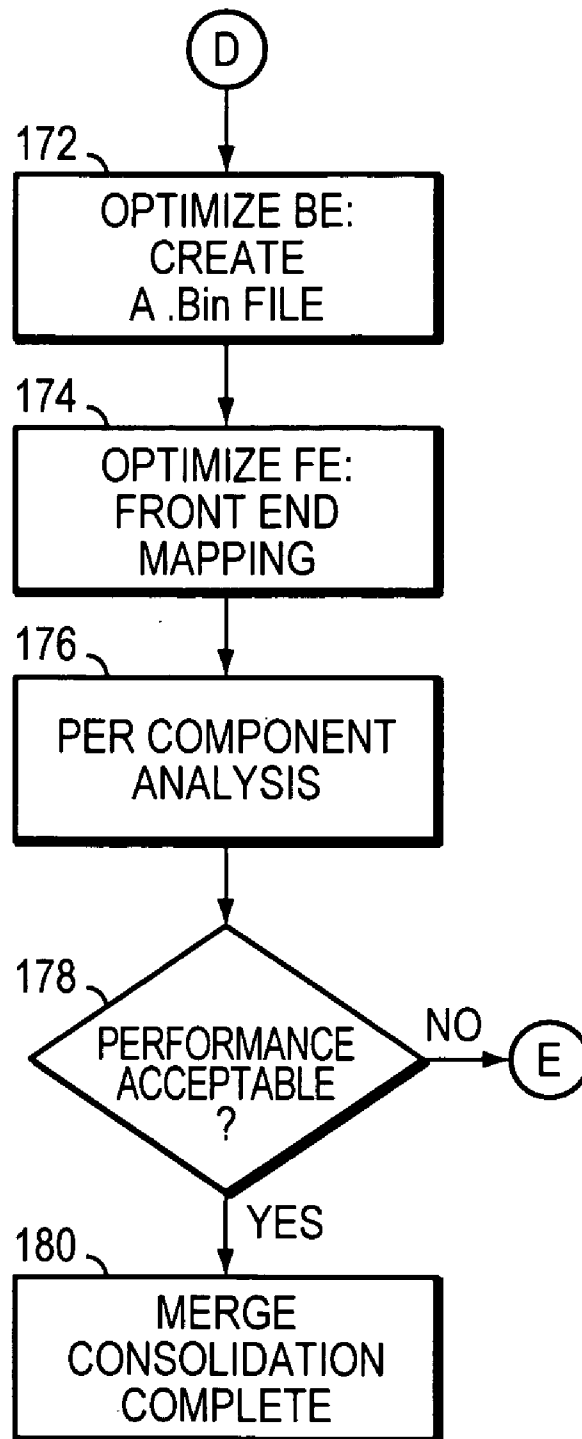 D
172
OPTIMIZE BE:
CREATE
A .Bin FILE
174
OPTIMIZE FE:
FRONT END
MAPPING
176
PER COMPONENT
ANALYSIS
178
PERFORMANCE
ACCEPTABLE
?
NO
E
YES
180
MERGE
CONSOLIDATION
COMPLETE